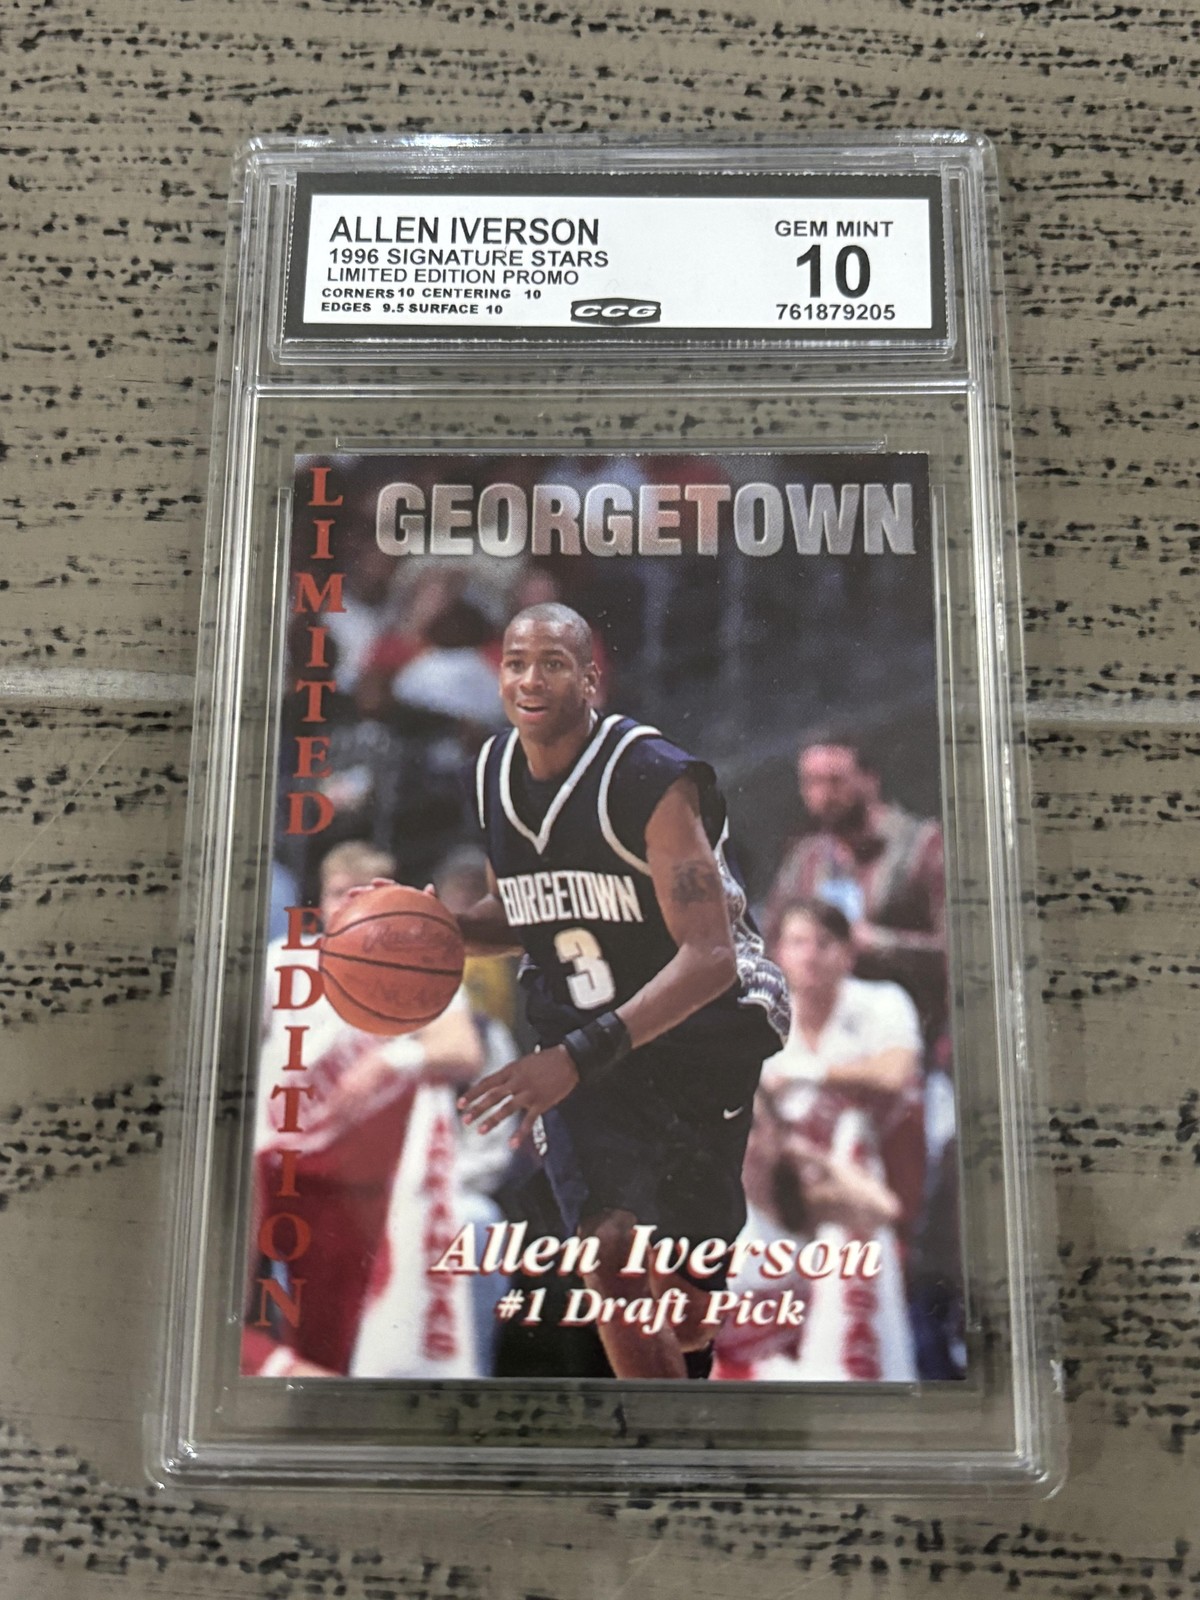 ALLEN IVERSON
1996 SIGNATURE STARS
LIMITED EDITION PROMO
CORNERS 10 CENTERING 10
EDGES 9.5 SURFACE 10
CCG
GEM MINT
10
761879205
LIMITED EDITION
GEORGETOWN
GEORGETOWN
3
Allen Iverson
#1 Draft Pick